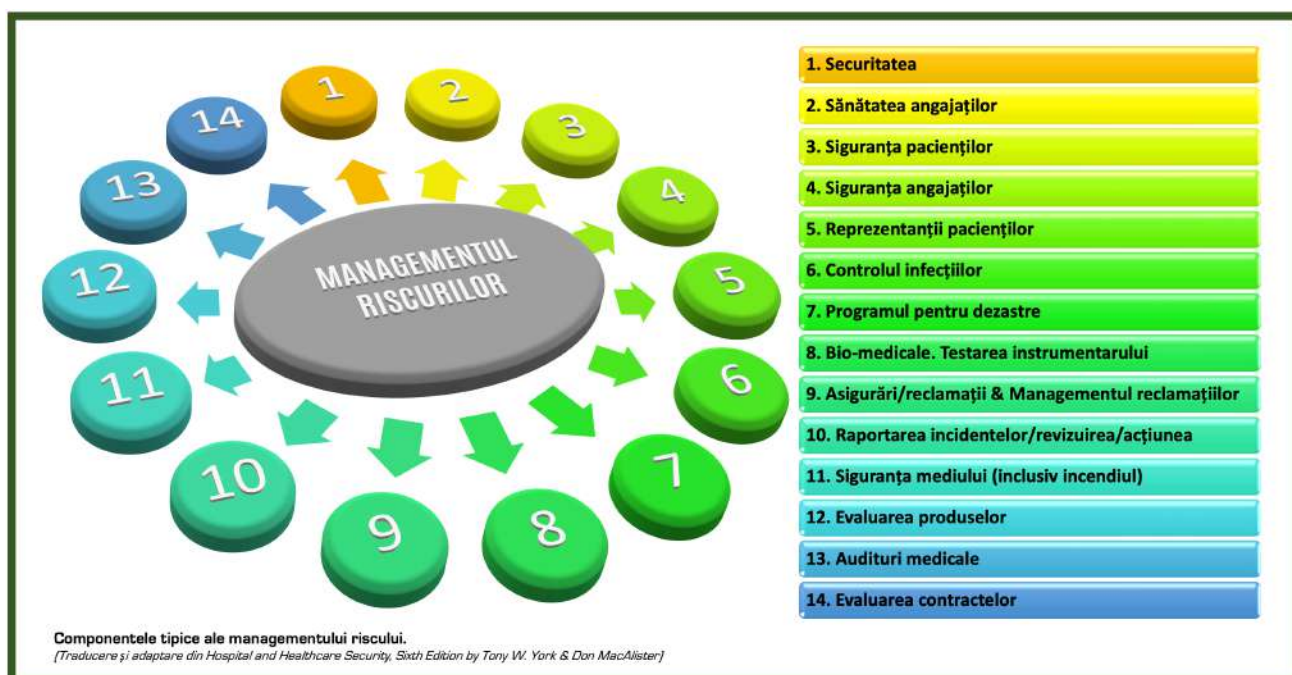 1
2
3
4
5
6
7
8
9
10
11
12
13
14
MANAGEMENTUL
RISCURILOR
1. Securitatea
2. Sănătatea angajaților
3. Siguranța pacienților
4. Siguranța angajaților
5. Reprezentanții pacienților
6. Controlul infecțiilor
7. Programul pentru dezastre
8. Bio-medicale. Testarea instrumentarului
9. Asigurări/reclamații & Managementul reclamațiilor
10. Raportarea incidentelor/revizuirea/acțiunea
11. Siguranța mediului (inclusiv incendiul)
12. Evaluarea produselor
13. Audituri medicale
14. Evaluarea contractelor
Componentele tipice ale managementului riscului.
(Traducere și adaptare din Hospital and Healthcare Security, Sixth Edition by Tony W. York & Don MacAlister)